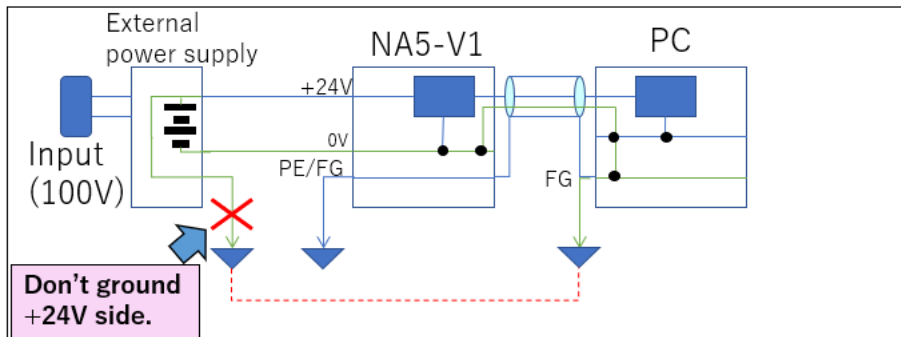 External
power supply
NA5-V1
PC
+24V
0V
Input
(100V)
PE/FG
FG
Don't ground
+24V side.